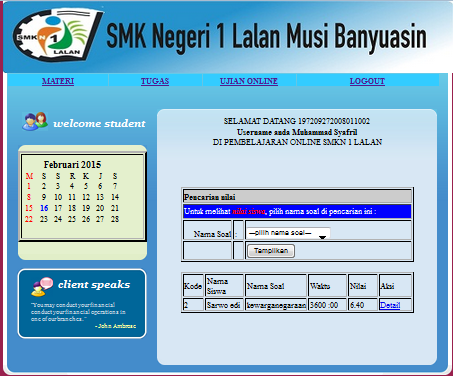 SMKN 1
LALAN
SMK Negeri 1 Lalan Musi Banyuasin
MATERI TUGAS UJIAN ONLINE LOGOUT
welcome student
Februari 2015
M S S R K J S
1 2 3 4 5 6 7
8 9 10 11 12 13 14
15 16 17 18 19 20 21
22 23 24 25 26 27 28
client speaks
"You may conduct your financial
conduct your financial operations in
one of our branches."
- John Ambrose
SELAMAT DATANG 197209272008011002
Username anda Muhammad Syafril
DI PEMBELAJARAN ONLINE SMKN 1 LALAN
Pencarian nilai
Untuk melihat nilai siswa, pilih nama soal di pencarian ini :
Nama Soal : ---pilih nama soal---
Tampilkan
Kode Nama Siswa Nama Soal Waktu Nilai Aksi
2 Sarwo edi kewarganegaraan 3600 :00 6.40 Detail